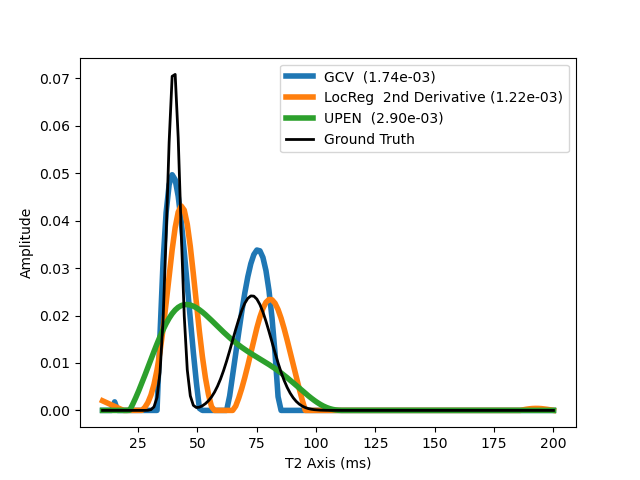 GCV (1.74e-03)
LocReg 2nd Derivative (1.22e-03)
UPEN (2.90e-03)
Ground Truth
Amplitude
0.07
0.06
0.05
0.04
0.03
0.02
0.01
0.00
25 50 75 100 125 150 175 200
T2 Axis (ms)